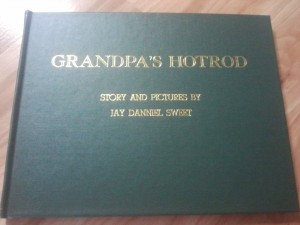 GRANDPA'S HOTROD
STORY AND PICTURES BY
JAY DANNIEL SWEET